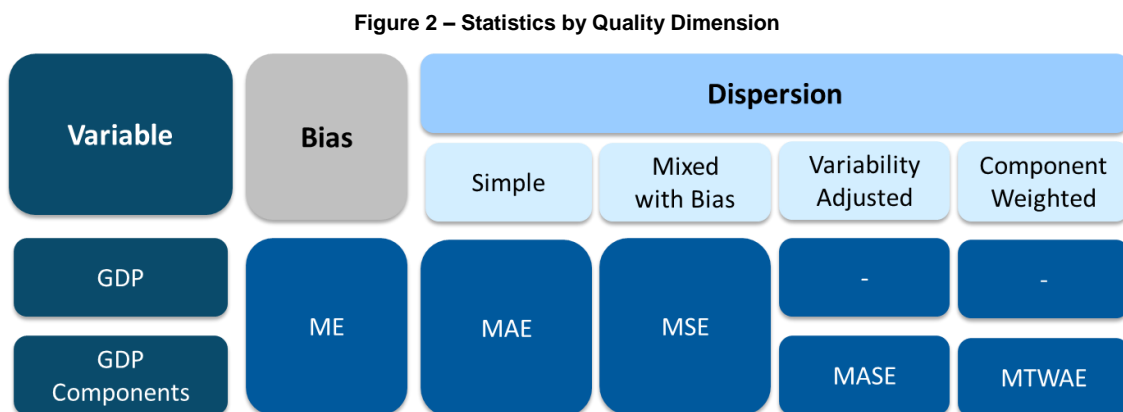 Figure 2 – Statistics by Quality Dimension
Variable
Bias
Dispersion
Simple
Mixed
with Bias
Variability
Adjusted
Component
Weighted
GDP
ME
MAE
MSE
-
-
GDP
Components
MASE
MTWAE